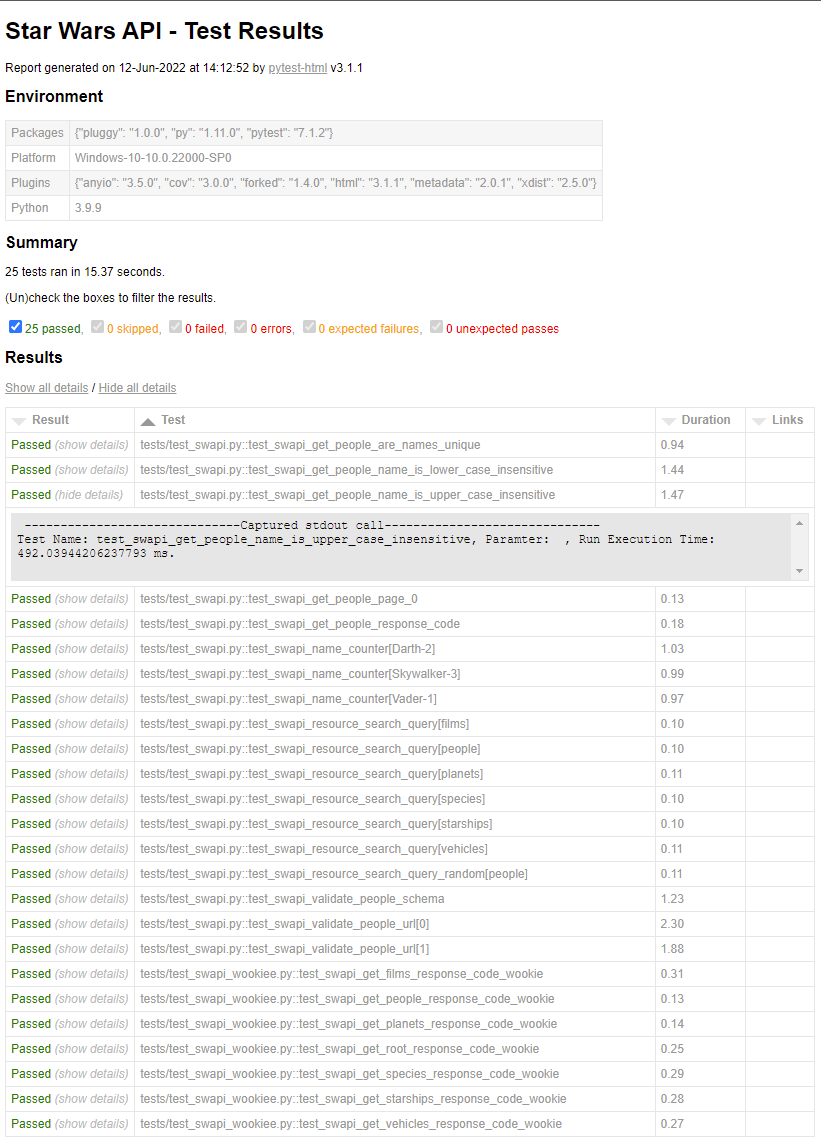 Star Wars API - Test Results
Report generated on 12-Jun-2022 at 14:12:52 by pytest-html v3.1.1
Environment
Packages {"pluggy": "1.0.0", "py": "1.11.0", "pytest": "7.1.2"}
Platform Windows-10-10.0.22000-SP0
Plugins {"anyio": "3.5.0", "cov": "3.0.0", "forked": "1.4.0", "html": "3.1.1", "metadata": "2.0.1", "xdist": "2.5.0"}
Python 3.9.9
Summary
25 tests ran in 15.37 seconds.
(Un)check the boxes to filter the results.
25 passed, 0 skipped, 0 failed, 0 errors, 0 expected failures, 0 unexpected passes
Results
Show all details / Hide all details
Result Test Duration Links
Passed (show details) tests/test_swapi.py::test_swapi_get_people_are_names_unique 0.94
Passed (show details) tests/test_swapi.py::test_swapi_get_people_name_is_lower_case_insensitive 1.44
Passed (hide details) tests/test_swapi.py::test_swapi_get_people_name_is_upper_case_insensitive 1.47
------------------------------Captured stdout call------------------------------
Test Name: test_swapi_get_people_name_is_upper_case_insensitive, Paramter:  , Run Execution Time:
492.03944206237793 ms.
Passed (show details) tests/test_swapi.py::test_swapi_get_people_page_0 0.13
Passed (show details) tests/test_swapi.py::test_swapi_get_people_response_code 0.18
Passed (show details) tests/test_swapi.py::test_swapi_name_counter[Darth-2] 1.03
Passed (show details) tests/test_swapi.py::test_swapi_name_counter[Skywalker-3] 0.99
Passed (show details) tests/test_swapi.py::test_swapi_name_counter[Vader-1] 0.97
Passed (show details) tests/test_swapi.py::test_swapi_resource_search_query[films] 0.10
Passed (show details) tests/test_swapi.py::test_swapi_resource_search_query[people] 0.10
Passed (show details) tests/test_swapi.py::test_swapi_resource_search_query[planets] 0.11
Passed (show details) tests/test_swapi.py::test_swapi_resource_search_query[species] 0.10
Passed (show details) tests/test_swapi.py::test_swapi_resource_search_query[starships] 0.10
Passed (show details) tests/test_swapi.py::test_swapi_resource_search_query[vehicles] 0.11
Passed (show details) tests/test_swapi.py::test_swapi_resource_search_query_random[people] 0.11
Passed (show details) tests/test_swapi.py::test_swapi_validate_people_schema 1.23
Passed (show details) tests/test_swapi.py::test_swapi_validate_people_url[0] 2.30
Passed (show details) tests/test_swapi.py::test_swapi_validate_people_url[1] 1.88
Passed (show details) tests/test_swapi_wookiee.py::test_swapi_get_films_response_code_wookie 0.31
Passed (show details) tests/test_swapi_wookiee.py::test_swapi_get_people_response_code_wookie 0.13
Passed (show details) tests/test_swapi_wookiee.py::test_swapi_get_planets_response_code_wookie 0.14
Passed (show details) tests/test_swapi_wookiee.py::test_swapi_get_root_response_code_wookie 0.25
Passed (show details) tests/test_swapi_wookiee.py::test_swapi_get_species_response_code_wookie 0.29
Passed (show details) tests/test_swapi_wookiee.py::test_swapi_get_starships_response_code_wookie 0.28
Passed (show details) tests/test_swapi_wookiee.py::test_swapi_get_vehicles_response_code_wookie 0.27